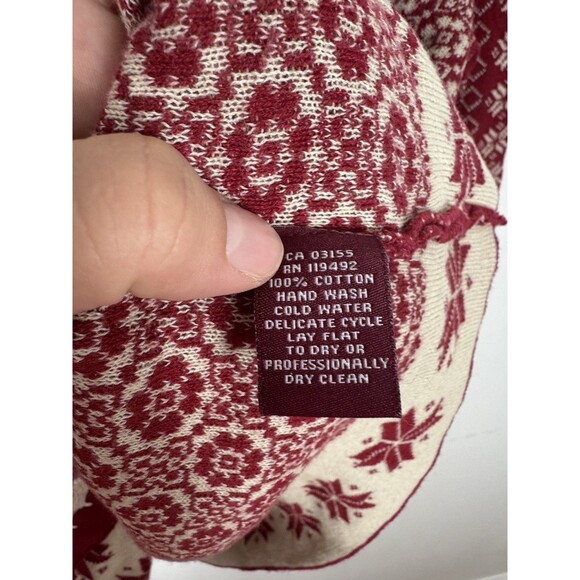 CA 03155
RN 119492
100% COTTON
HAND WASH
COLD WATER
DELICATE CYCLE
LAY FLAT
TO DRY OR
PROFESSIONALLY
DRY CLEAN